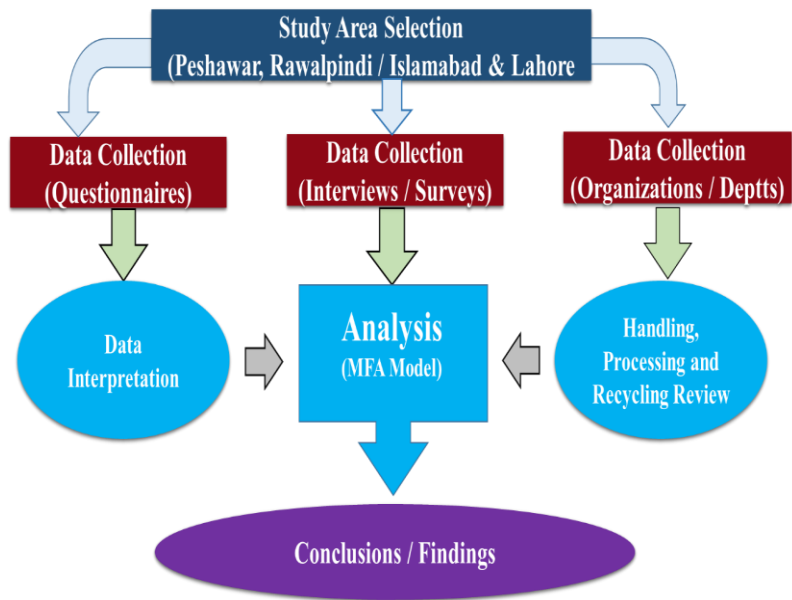 Study Area Selection
(Peshawar, Rawalpindi / Islamabad & Lahore
Data Collection
(Questionnaires)
Data Collection
(Interviews / Surveys)
Data Collection
(Organizations / Deptts)
Data
Interpretation
Analysis
(MFA Model)
Handling,
Processing and
Recycling Review
Conclusions / Findings